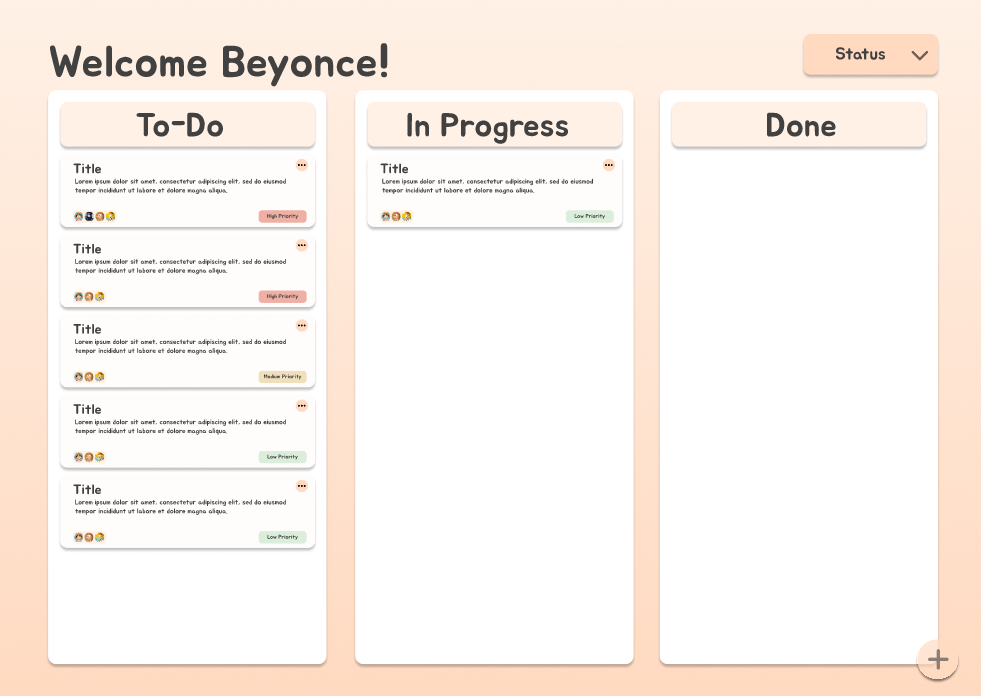 Welcome Beyonce!
Status
To-Do
Title
Lorem ipsum dolor sit amet, consectetur adipiscing elit, sed do eiusmod
tempor incididunt ut labore et dolore magna aliqua.
High Priority
Title
Lorem ipsum dolor sit amet, consectetur adipiscing elit, sed do eiusmod
tempor incididunt ut labore et dolore magna aliqua.
High Priority
Title
Lorem ipsum dolor sit amet, consectetur adipiscing elit, sed do eiusmod
tempor incididunt ut labore et dolore magna aliqua.
Medium Priority
Title
Lorem ipsum dolor sit amet, consectetur adipiscing elit, sed do eiusmod
tempor incididunt ut labore et dolore magna aliqua.
Low Priority
Title
Lorem ipsum dolor sit amet, consectetur adipiscing elit, sed do eiusmod
tempor incididunt ut labore et dolore magna aliqua.
Low Priority
In Progress
Title
Lorem ipsum dolor sit amet, consectetur adipiscing elit, sed do eiusmod
tempor incididunt ut labore et dolore magna aliqua.
Low Priority
Done